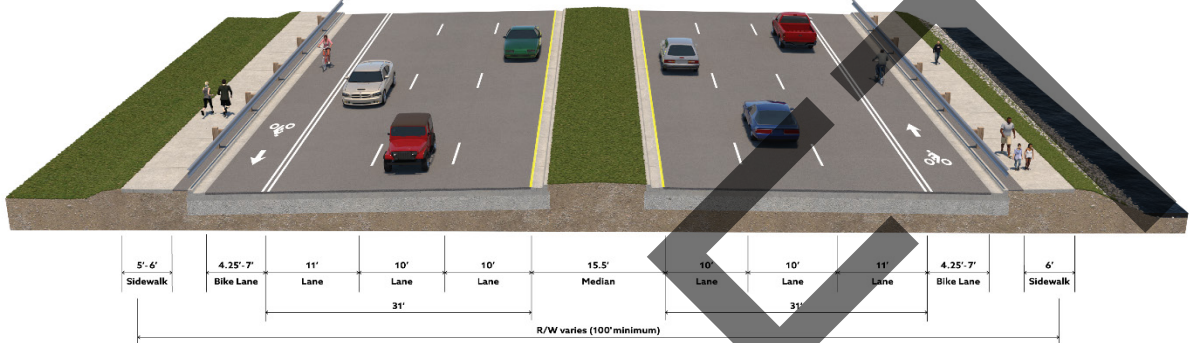 5'-6' 4.25'-7' 11' 10' 10' 15.5' 10' 10' 11' 4.25'-7' 6'
Sidewalk Bike Lane Lane Lane Lane Median Lane Lane Lane Bike Lane Sidewalk
31' 31'
R/W varies (100'minimum)